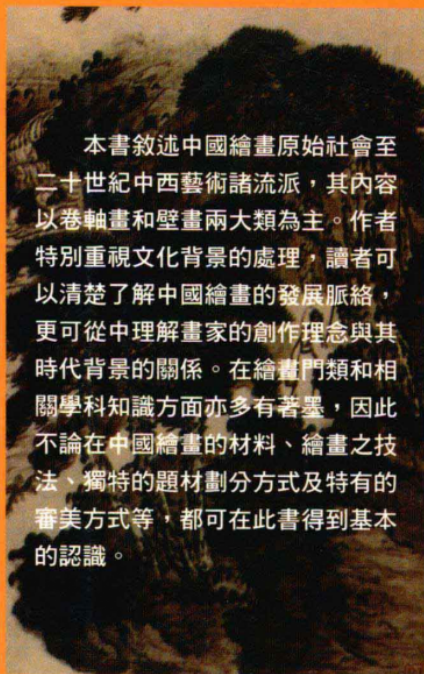 本書敘述中國繪畫原始社會至
二十世紀中西藝術諸流派，其內容
以卷軸畫和壁畫兩大類為主。作者
特別重視文化背景的處理，讀者可
以清楚了解中國繪畫的發展脈絡，
更可從中理解畫家的創作理念與其
時代背景的關係。在繪畫門類和相
關學科知識方面亦多有著墨，因此
不論在中國繪畫的材料、繪畫之技
法、獨特的題材劃分方式及特有的
審美方式等，都可在此書得到基本
的認識。